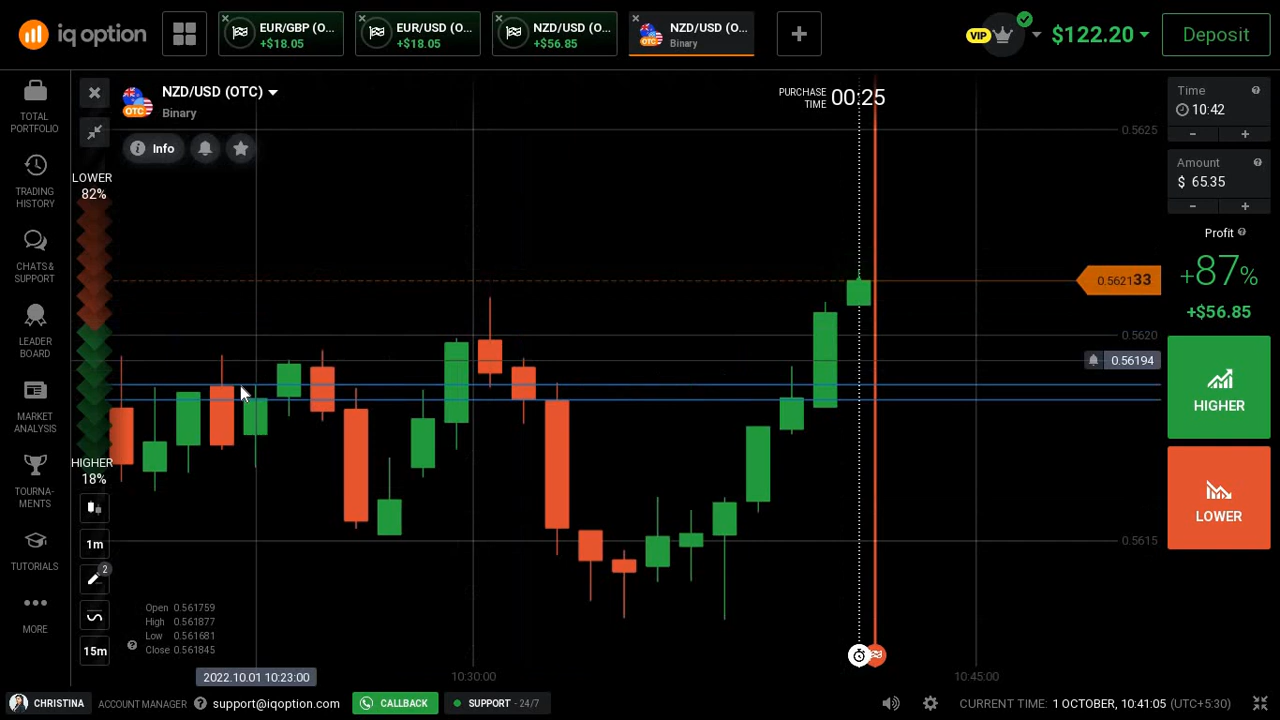 iq option
EUR/GBP (O...
+$18.05
EUR/USD (O...
+$18.05
NZD/USD (O...
+$56.85
OTC
NZD/USD (O...
Binary
+
VIP
$122.20
Deposit
TOTAL
PORTFOLIO
TRADING
HISTORY
CHATS &
SUPPORT
LEADER
BOARD
MARKET
ANALYSIS
TOURNA-
MENTS
TUTORIALS
MORE
OTC
NZD/USD (OTC)
Binary
Info
LOWER
82%
HIGHER
18%
1m
2
15m
PURCHASE
TIME
00:25
0.5625
0.562133
0.5620
0.56194
0.5615
Open 0.561759
High 0.561877
Low 0.561681
Close 0.561845
2022.10.01 10:23:00
10:30:00
10:45:00
Time
10:42
- +
Amount
$ 65.35
- +
Profit
+87%
+$56.85
HIGHER
LOWER
CHRISTINA
ACCOUNT MANAGER
support@iqoption.com
CALLBACK
SUPPORT - 24/7
CURRENT TIME: 1 OCTOBER, 10:41:05 (UTC+5:30)